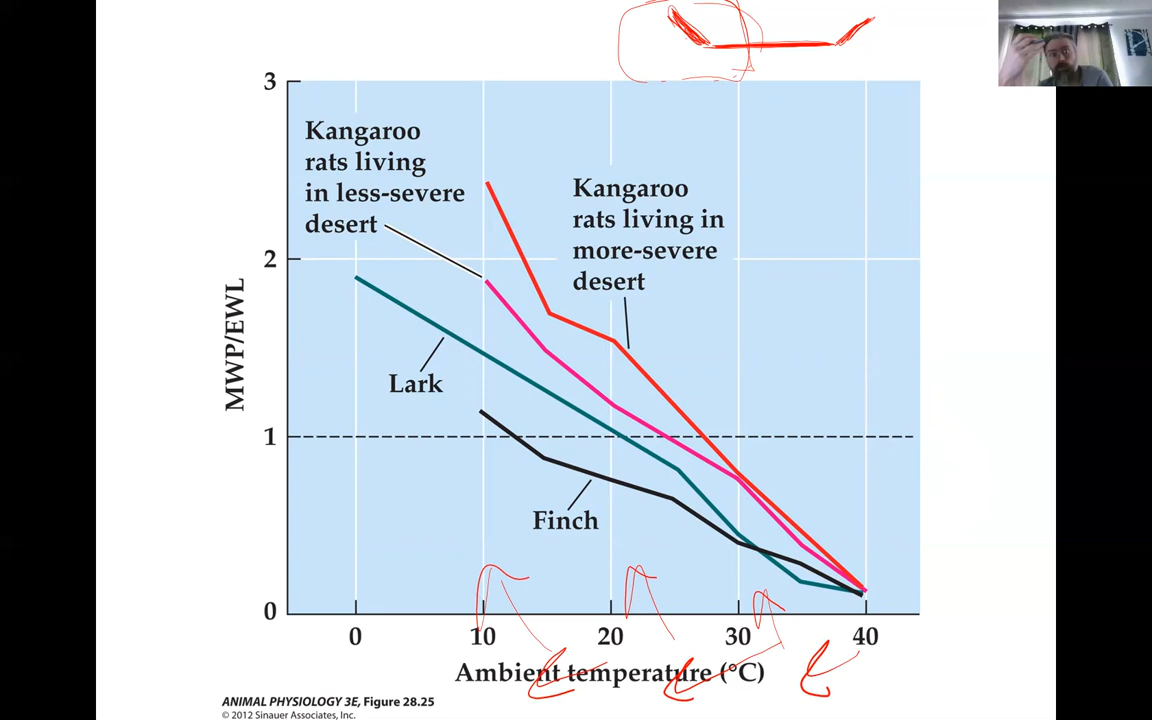 3
Kangaroo
rats living
in less-severe
desert
Kangaroo
rats living in
more-severe
desert
2
MWP/EWL
Lark
1
Finch
0
0 10 20 30 40
Ambient temperature (°C)
ANIMAL PHYSIOLOGY 3E, Figure 28.25
© 2012 Sinauer Associates, Inc.